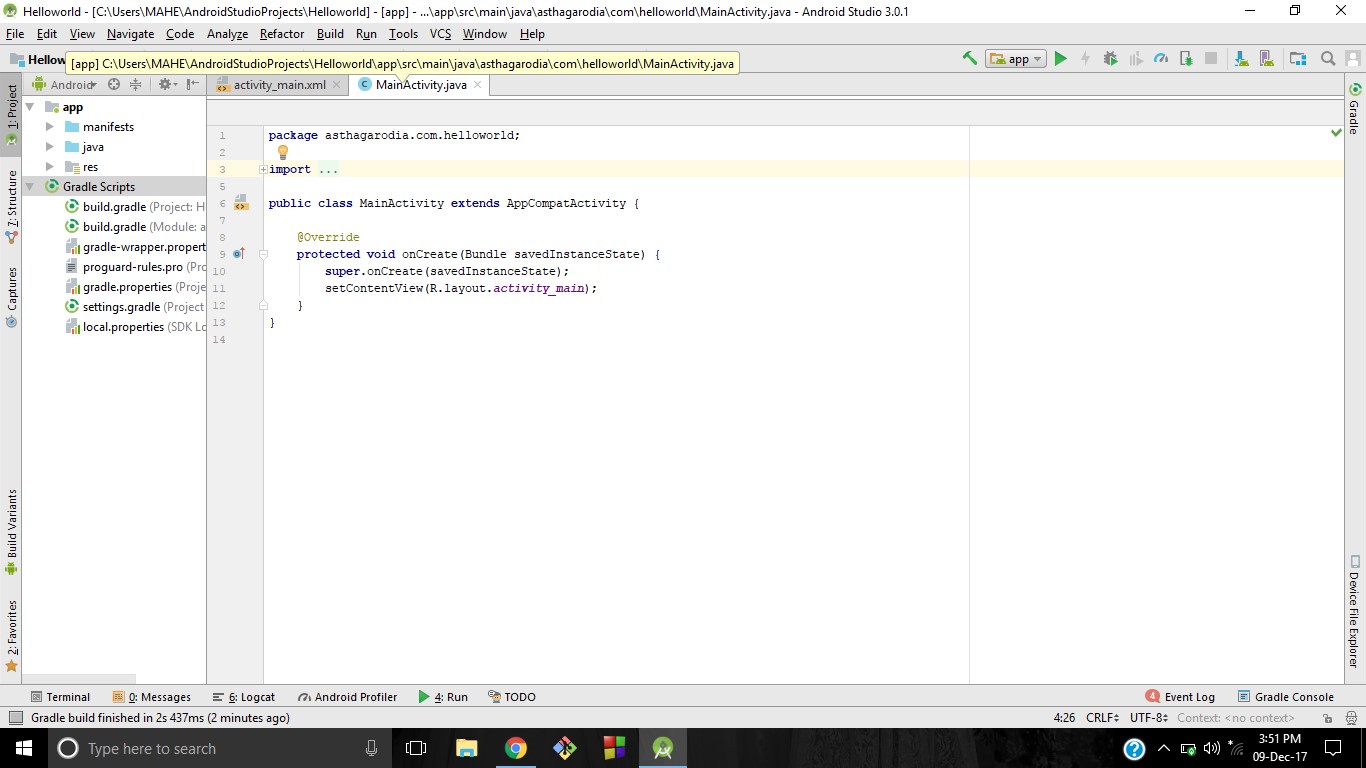 Helloworld - [C:\Users\MAHE\AndroidStudioProjects\Helloworld] - [app] - ...\app\src\main\java\asthagarodia\com\helloworld\MainActivity.java - Android Studio 3.0.1
File Edit View Navigate Code Analyze Refactor Build Run Tools VCS Window Help
Hellow [app] C:\Users\MAHE\AndroidStudioProjects\Helloworld\app\src\main\java\asthagarodia\com\helloworld\MainActivity.java app
Android activity_main.xml MainActivity.java
1: Project
7: Structure
Captures
Build Variants
2: Favorites
app
manifests
java
res
Gradle Scripts
build.gradle (Project: H
build.gradle (Module: a
gradle-wrapper.propert
proguard-rules.pro (Pro
gradle.properties (Proje
settings.gradle (Project
local.properties (SDK Lo
1 package asthagarodia.com.helloworld;
2
3 import ...
5
6 public class MainActivity extends AppCompatActivity {
7
8 @Override
9 protected void onCreate(Bundle savedInstanceState) {
10 super.onCreate(savedInstanceState);
11 setContentView(R.layout.activity_main);
12 }
13 }
14
Gradle
Device File Explorer
Terminal 0: Messages 6: Logcat Android Profiler 4: Run TODO 4 Event Log Gradle Console
Gradle build finished in 2s 437ms (2 minutes ago) 4:26 CRLF UTF-8 Context: <no context>
Type here to search 3:51 PM
09-Dec-17